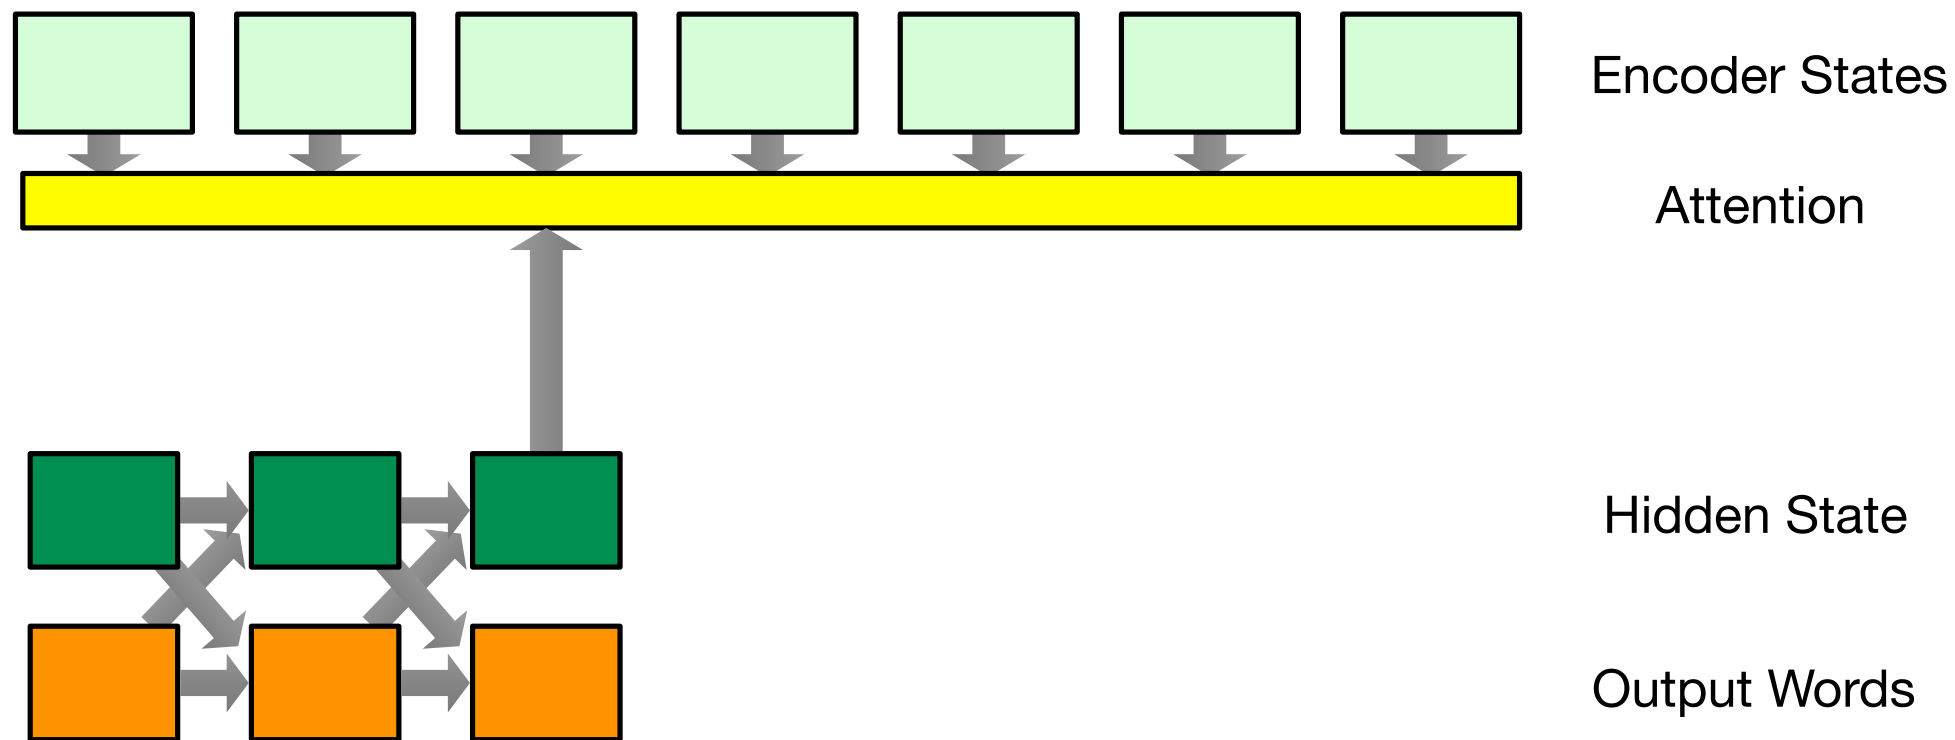 Encoder States
Attention
Hidden State
Output Words